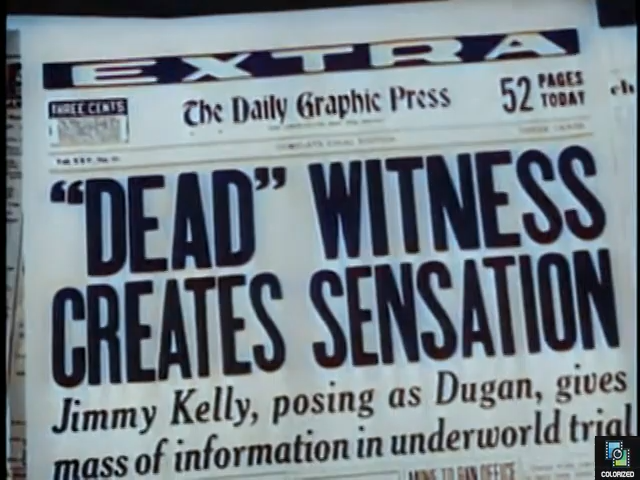 EXTRA
THREE CENTS
The Daily Graphic Press
52 PAGES
TODAY
"DEAD" WITNESS
CREATES SENSATION
Jimmy Kelly, posing as Dugan, gives
mass of information in underworld trial
COLORIZED